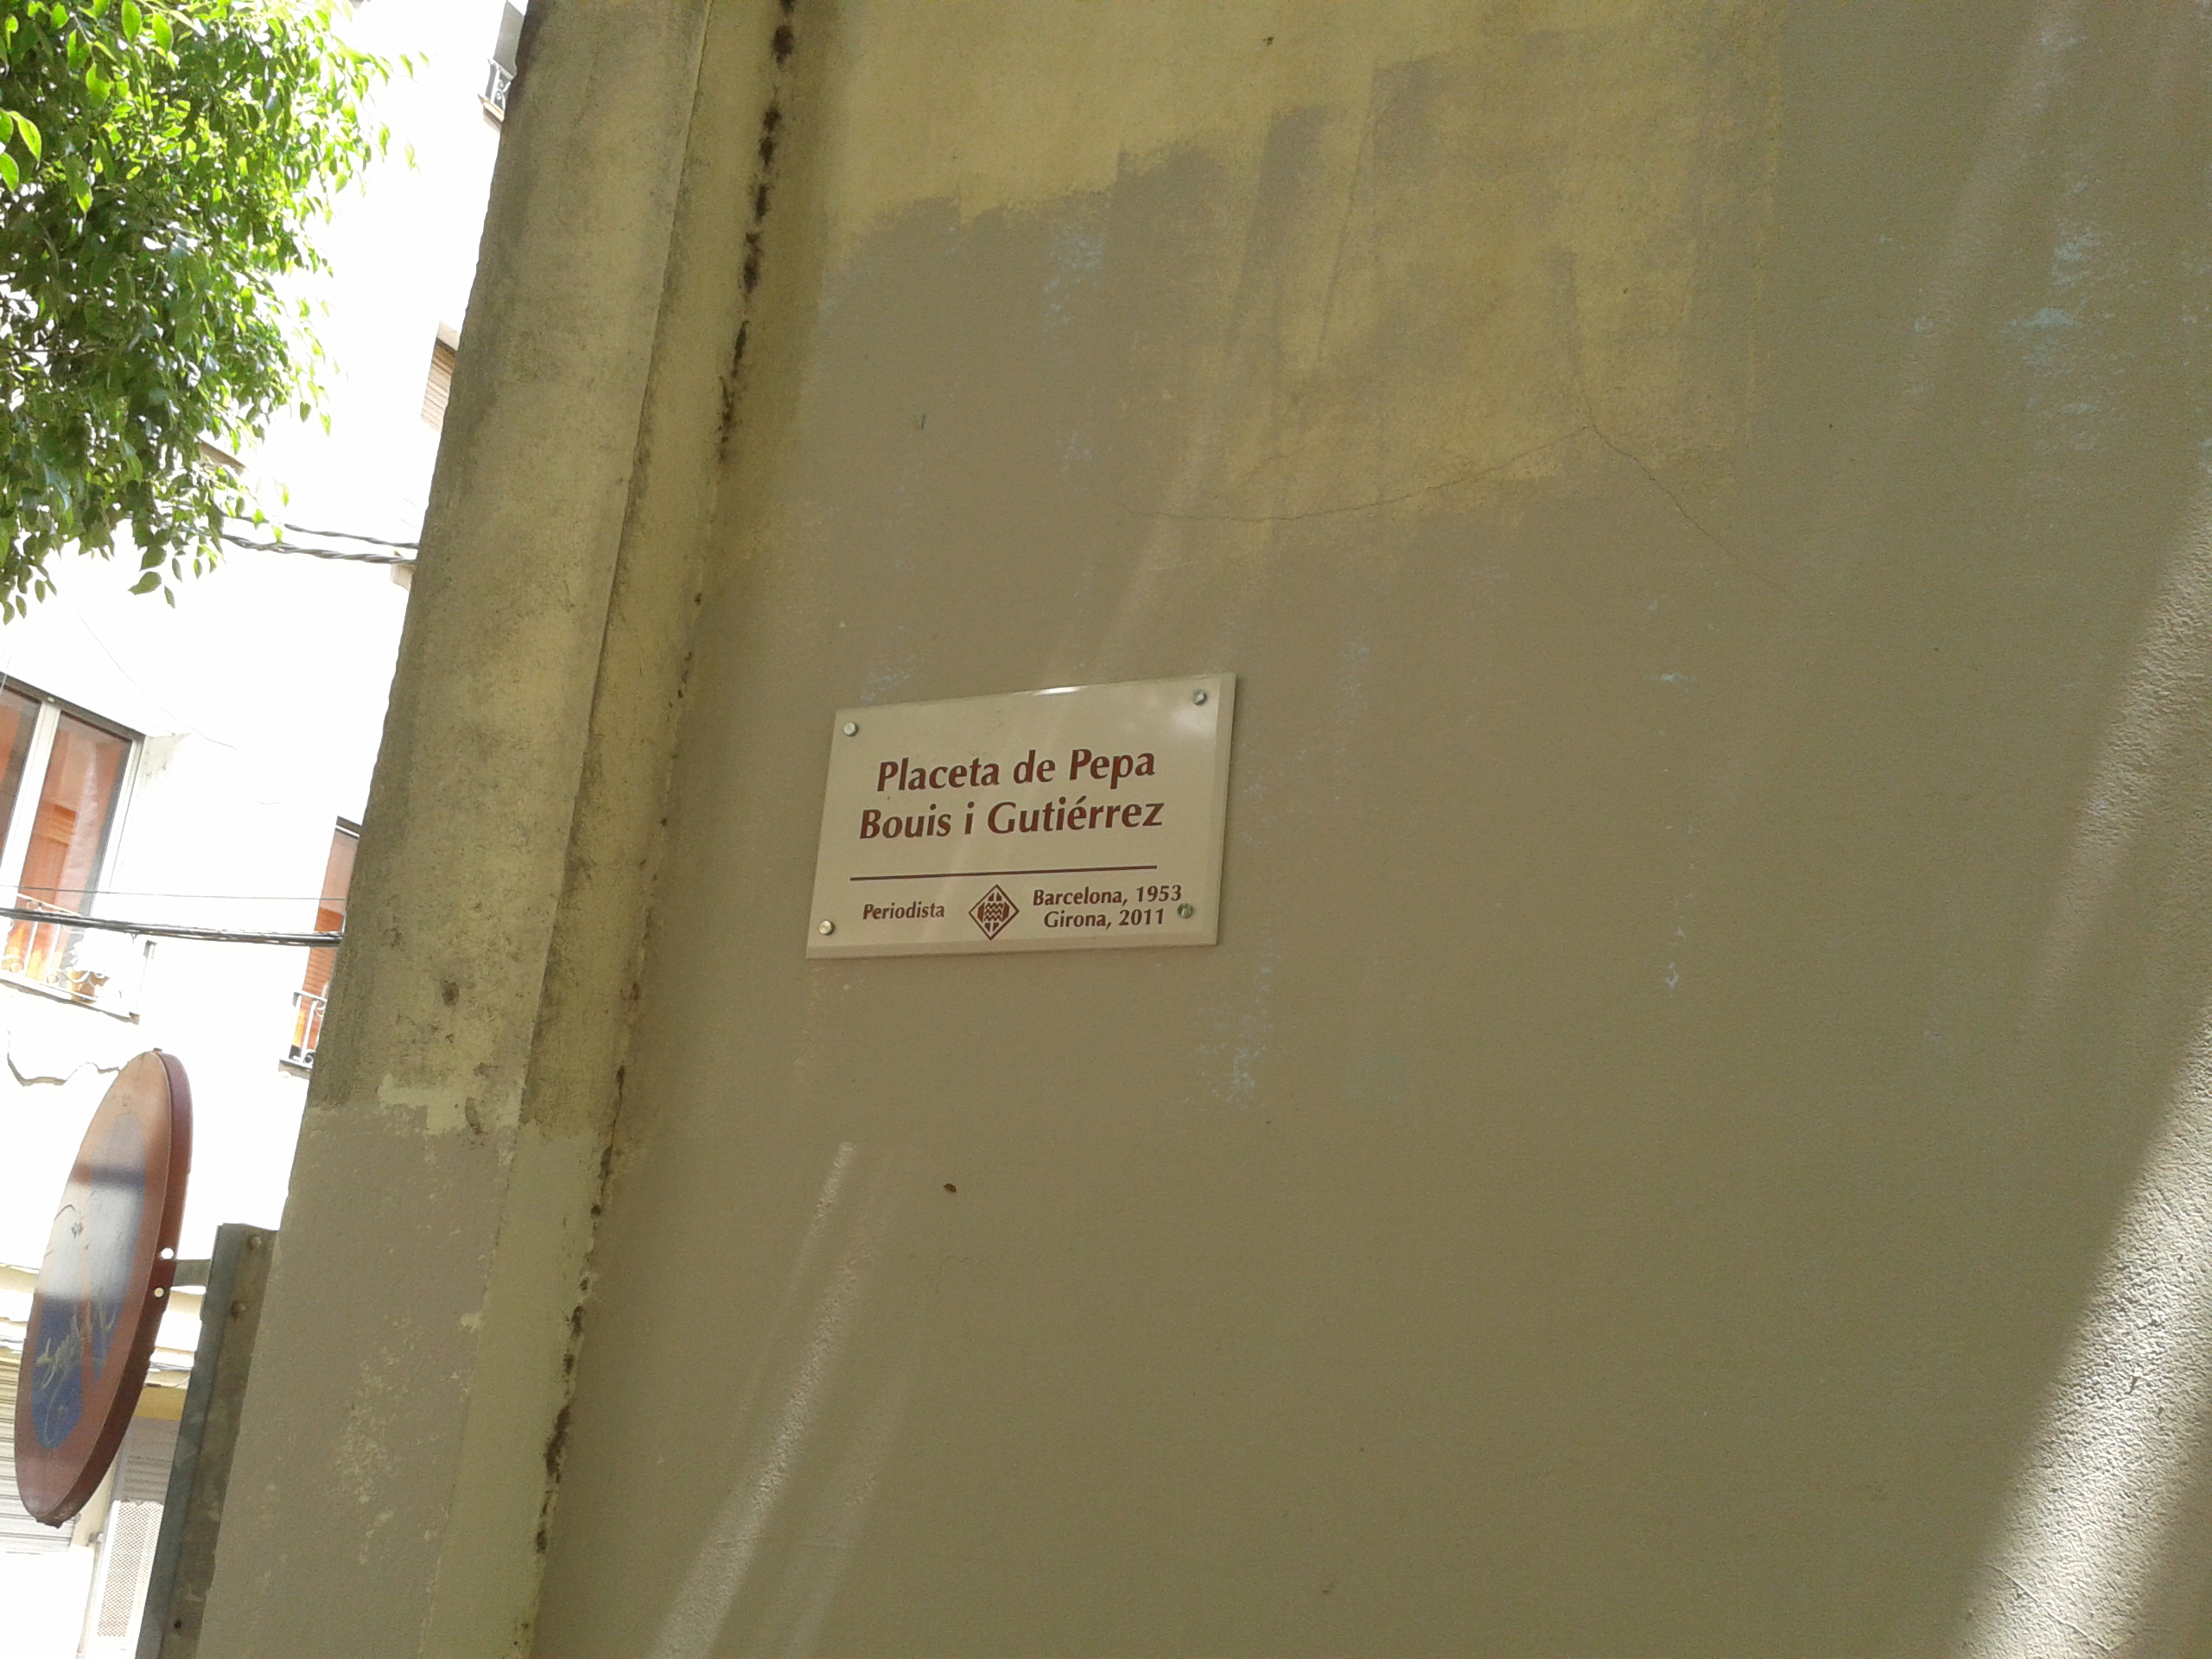 Placeta de Pepa
Bouis i Gutiérrez
Periodista
Barcelona, 1953
Girona, 2011